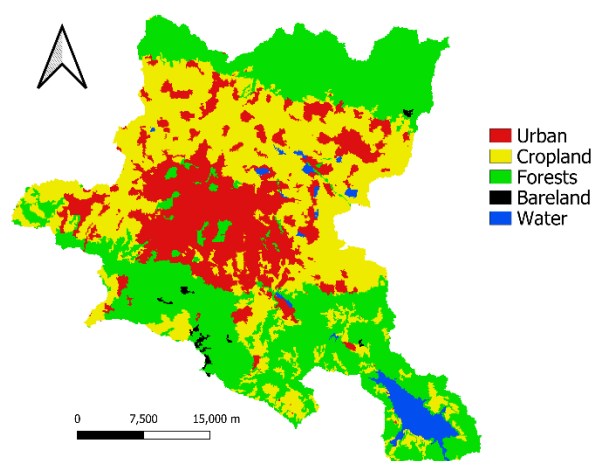 Urban
Cropland
Forests
Bareland
Water
0 7,500 15,000 m